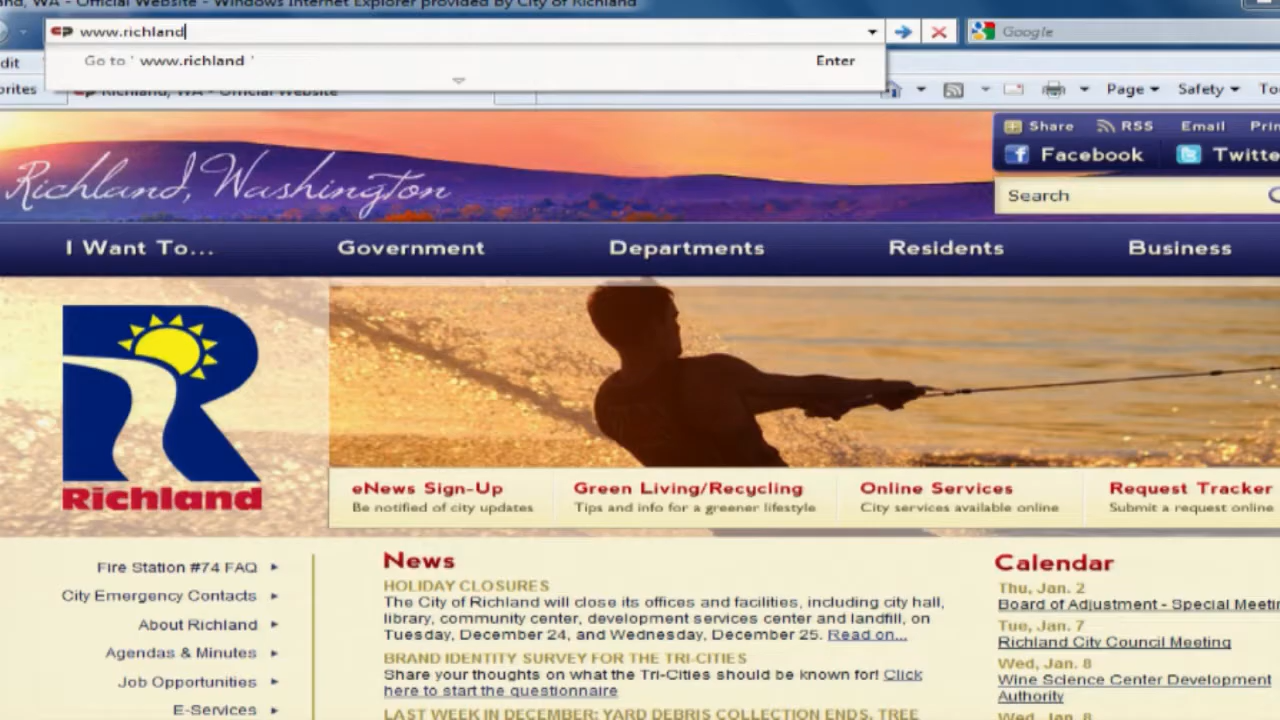 WA - Official Website - Windows Internet Explorer provided by City of Richland
www.richland
Google
Go to ' www.richland '
Enter
dit
orites
Richland, WA - Official Website
Page
Safety
Share
RSS
Email
Facebook
Richland, Washington
Search
I Want To...
Government
Departments
Residents
Business
Richland
eNews Sign-Up
Be notified of city updates
Green Living/Recycling
Tips and info for a greener lifestyle
Online Services
City services available online
Request Tracker
Submit a request online
Fire Station #74 FAQ
City Emergency Contacts
About Richland
Agendas & Minutes
Job Opportunities
E-Services
News
HOLIDAY CLOSURES
The City of Richland will close its offices and facilities, including city hall,
library, community center, development services center and landfill, on
Tuesday, December 24, and Wednesday, December 25. Read on...
BRAND IDENTITY SURVEY FOR THE TRI-CITIES
Share your thoughts on what the Tri-Cities should be known for! Click
here to start the questionnaire
LAST WEEK IN DECEMBER: YARD DEBRIS COLLECTION ENDS, TREE
Calendar
Thu, Jan. 2
Board of Adjustment - Special Meetin
Tue, Jan. 7
Richland City Council Meeting
Wed, Jan. 8
Wine Science Center Development
Authority
Wed, Jan. 8